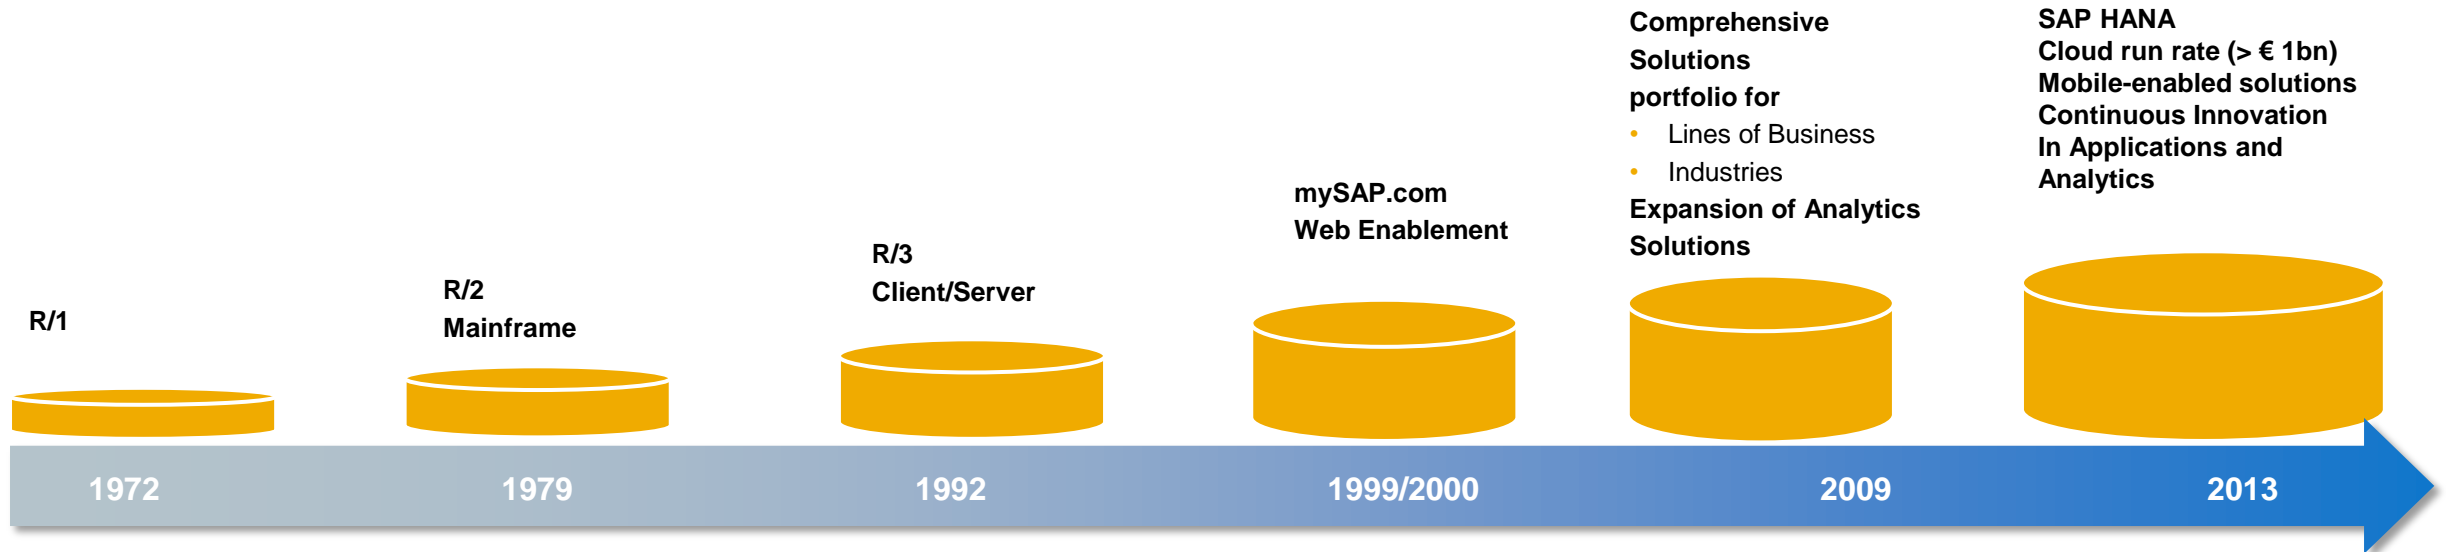 R/1
R/2
Mainframe
R/3
Client/Server
mySAP.com
Web Enablement
Comprehensive
Solutions
portfolio for
• Lines of Business
• Industries
Expansion of Analytics
Solutions
SAP HANA
Cloud run rate (> € 1bn)
Mobile-enabled solutions
Continuous Innovation
In Applications and
Analytics
1972
1979
1992
1999/2000
2009
2013